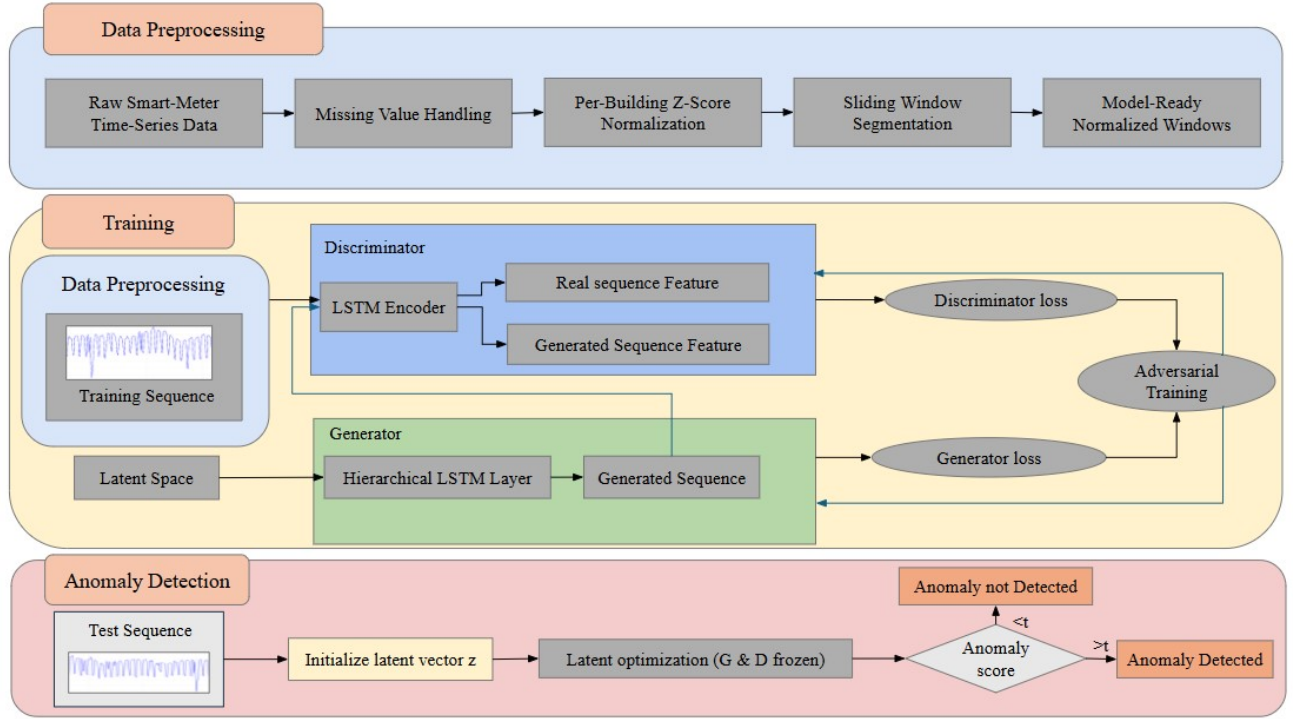 Data Preprocessing
Raw Smart-Meter
Time-Series Data
Missing Value Handling
Per-Building Z-Score
Normalization
Sliding Window
Segmentation
Model-Ready
Normalized Windows
Training
Data Preprocessing
Training Sequence
Latent Space
Discriminator
LSTM Encoder
Real sequence Feature
Generated Sequence Feature
Generator
Hierarchical LSTM Layer
Generated Sequence
Discriminator loss
Generator loss
Adversarial
Training
Anomaly Detection
Test Sequence
Initialize latent vector z
Latent optimization (G & D frozen)
Anomaly
score
<t
Anomaly not Detected
>t
Anomaly Detected